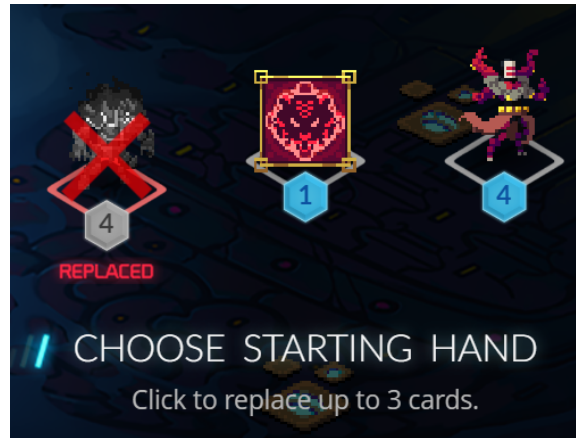 4
1
4
REPLACED
CHOOSE STARTING HAND
Click to replace up to 3 cards.